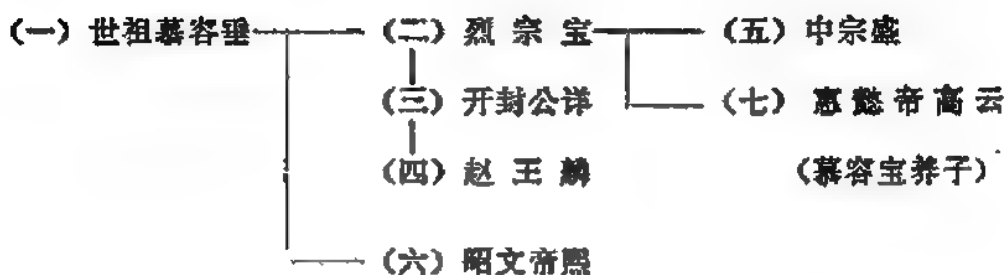 （一）世祖慕容垂 （二）烈宗宝 （五）中宗盛
（三）开封公详 （七）惠懿帝高云
（四）赵王麟 （慕容宝养子）
（六）昭文帝熙